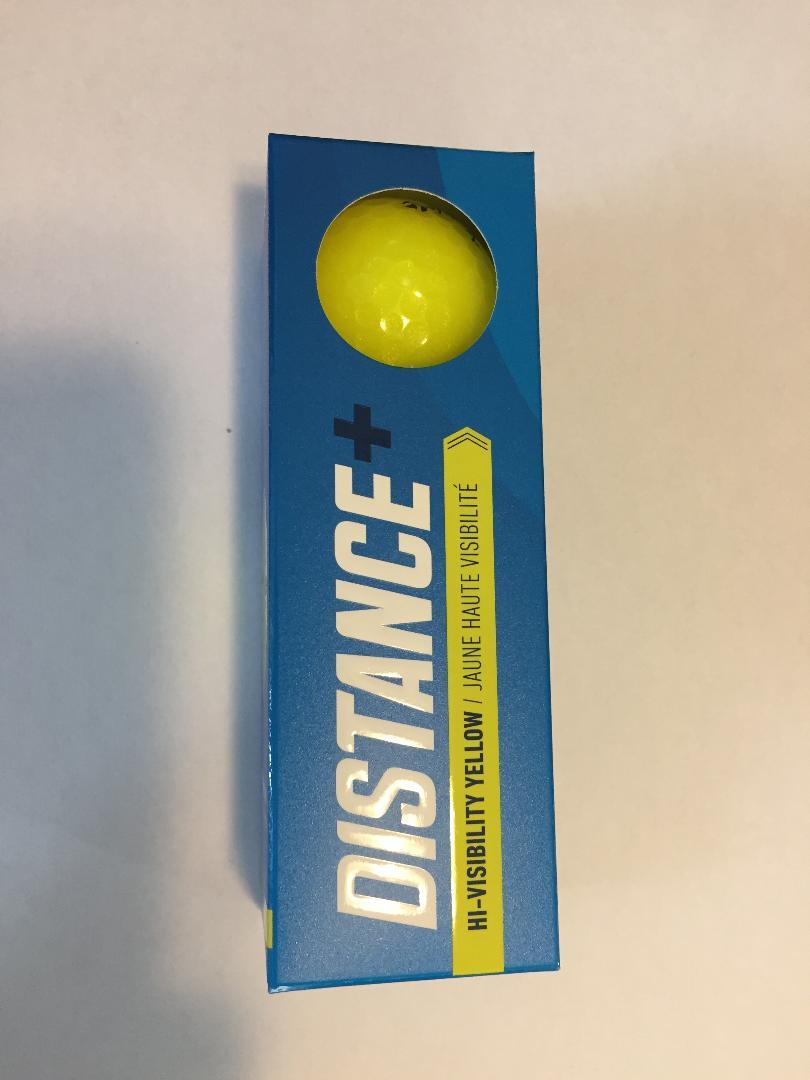 DISTANCE+
HI-VISIBILITY YELLOW / JAUNE HAUTE VISIBILITÉ